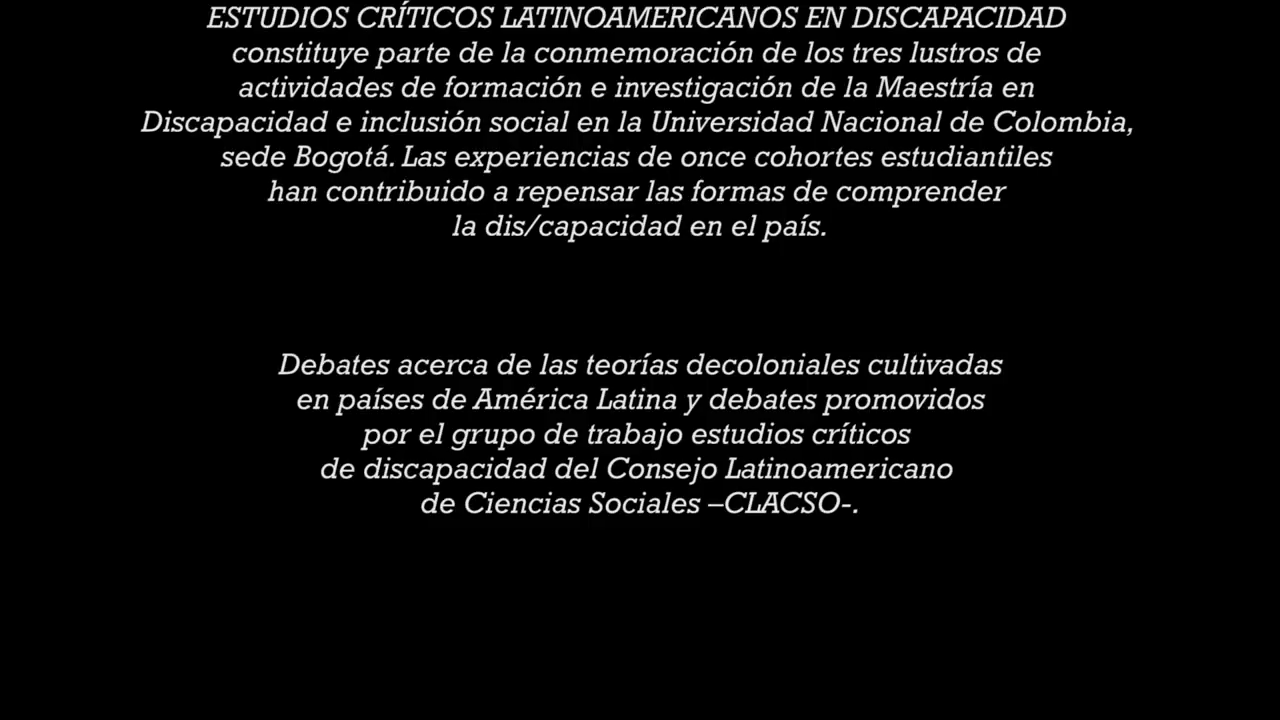 ESTUDIOS CRÍTICOS LATINOAMERICANOS EN DISCAPACIDAD
constituye parte de la conmemoración de los tres lustros de
actividades de formación e investigación de la Maestría en
Discapacidad e inclusión social en la Universidad Nacional de Colombia,
sede Bogotá. Las experiencias de once cohortes estudiantiles
han contribuido a repensar las formas de comprender
la dis/capacidad en el país.
Debates acerca de las teorías decoloniales cultivadas
en países de América Latina y debates promovidos
por el grupo de trabajo estudios críticos
de discapacidad del Consejo Latinoamericano
de Ciencias Sociales –CLACSO-.